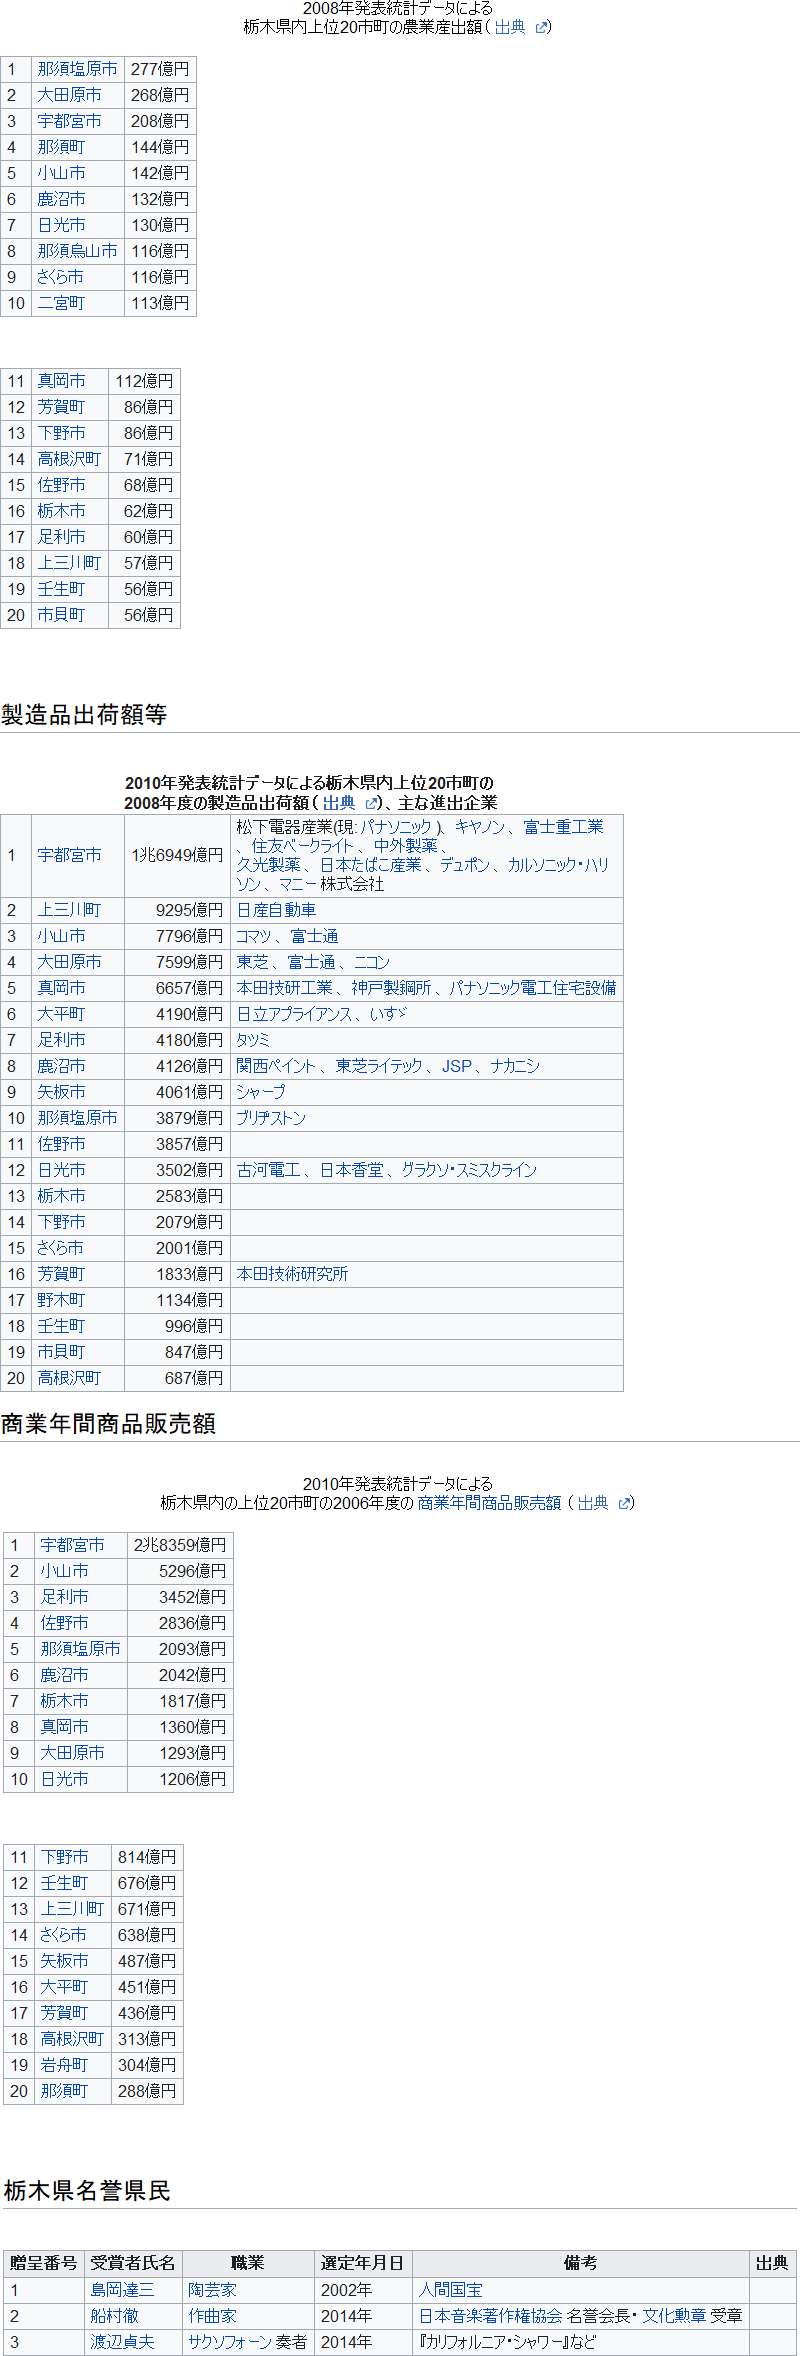 2008年発表統計データによる
栃木県内上位20市町の農業産出額（出典）
1 那須塩原市 277億円
2 大田原市 268億円
3 宇都宮市 208億円
4 那須町 144億円
5 小山市 142億円
6 鹿沼市 132億円
7 日光市 130億円
8 那須烏山市 116億円
9 さくら市 116億円
10 二宮町 113億円
11 真岡市 112億円
12 芳賀町 86億円
13 下野市 86億円
14 高根沢町 71億円
15 佐野市 68億円
16 栃木市 62億円
17 足利市 60億円
18 上三川町 57億円
19 壬生町 56億円
20 市貝町 56億円
製造品出荷額等
2010年発表統計データによる栃木県内上位20市町の
2008年度の製造品出荷額（出典）、主な進出企業
1 宇都宮市 1兆6949億円 松下電器産業(現:パナソニック)、キヤノン、富士重工業
、住友ベークライト、中外製薬、
久光製薬、日本たばこ産業、デュポン、カルソニック・ハリ
ソン、マニー株式会社
2 上三川町 9295億円 日産自動車
3 小山市 7796億円 コマツ、富士通
4 大田原市 7599億円 東芝、富士通、ニコン
5 真岡市 6657億円 本田技研工業、神戸製鋼所、パナソニック電工住宅設備
6 大平町 4190億円 日立アプライアンス、いすゞ
7 足利市 4180億円 タツミ
8 鹿沼市 4126億円 関西ペイント、東芝ライテック、JSP、ナカニシ
9 矢板市 4061億円 シャープ
10 那須塩原市 3879億円 ブリヂストン
11 佐野市 3857億円
12 日光市 3502億円 古河電工、日本香堂、グラクソ・スミスクライン
13 栃木市 2583億円
14 下野市 2079億円
15 さくら市 2001億円
16 芳賀町 1833億円 本田技術研究所
17 野木町 1134億円
18 壬生町 996億円
19 市貝町 847億円
20 高根沢町 687億円
商業年間商品販売額
2010年発表統計データによる
栃木県内の上位20市町の2006年度の商業年間商品販売額（出典）
1 宇都宮市 2兆8359億円
2 小山市 5296億円
3 足利市 3452億円
4 佐野市 2836億円
5 那須塩原市 2093億円
6 鹿沼市 2042億円
7 栃木市 1817億円
8 真岡市 1360億円
9 大田原市 1293億円
10 日光市 1206億円
11 下野市 814億円
12 壬生町 676億円
13 上三川町 671億円
14 さくら市 638億円
15 矢板市 487億円
16 大平町 451億円
17 芳賀町 436億円
18 高根沢町 313億円
19 岩舟町 304億円
20 那須町 288億円
栃木県名誉県民
贈呈番号 受賞者氏名 職業 選定年月日 備考 出典
1 島岡達三 陶芸家 2002年 人間国宝
2 船村徹 作曲家 2014年 日本音楽著作権協会名誉会長・文化勲章受章
3 渡辺貞夫 サクソフォーン奏者 2014年 『カリフォルニア・シャワー』など